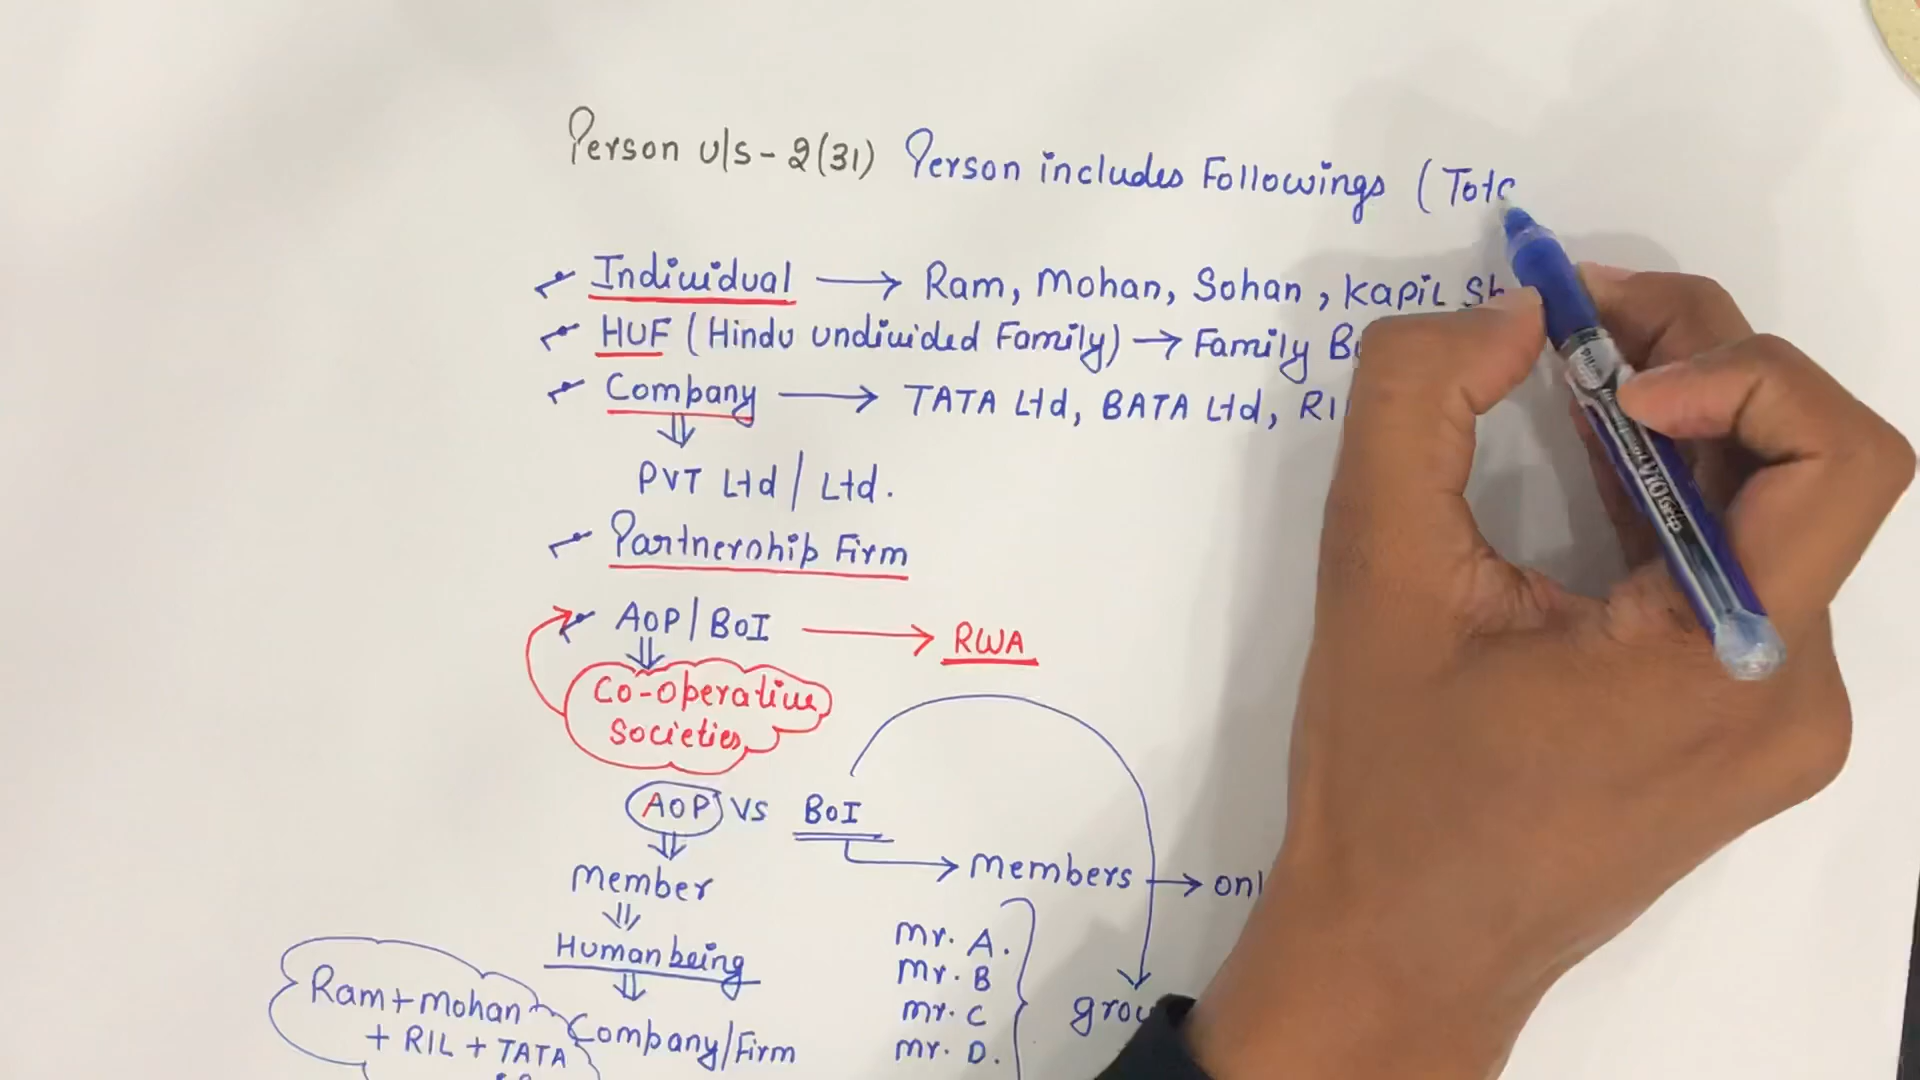 Person u/s - 2(31) Person includes Followings (Tota
Individual → Ram, Mohan, Sohan, Kapil Sh
HUF (Hindu undivided Family) → Family
Company → TATA Ltd, BATA Ltd,
PVT Ltd / Ltd.
Partnership Firm
AOP / BOI → RWA
Co-operative
Societies
AOP VS BOI
Member
Members →
Human being
Mr. A.
Mr. B
Mr. C
Mr. D.
Ram + Mohan
+ RIL + TATA
Company/Firm